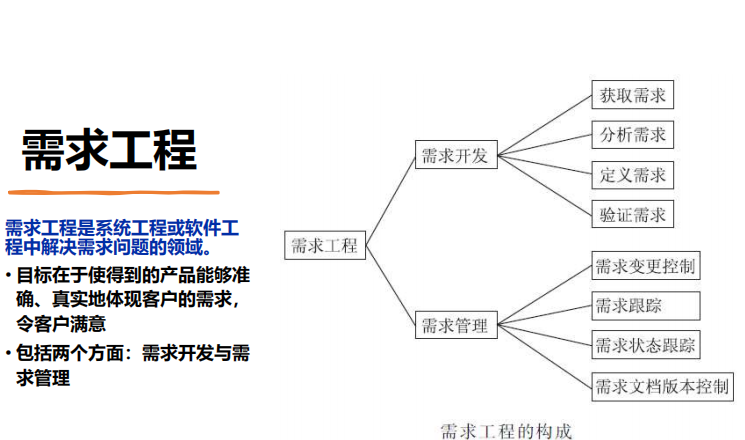 需求工程
需求工程是系统工程或软件工
程中解决需求问题的领域。
• 目标在于使得到的产品能够准
确、真实地体现客户的需求，
令客户满意
• 包括两个方面：需求开发与需
求管理
需求工程
需求开发
获取需求
分析需求
定义需求
验证需求
需求管理
需求变更控制
需求跟踪
需求状态跟踪
需求文档版本控制
需求工程的构成